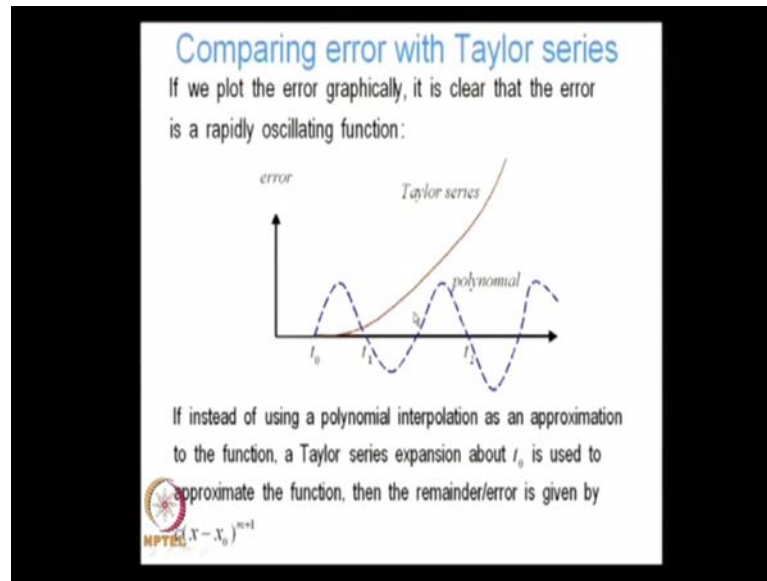 Comparing error with Taylor series
If we plot the error graphically, it is clear that the error
is a rapidly oscillating function:
error
Taylor series
polynomial
t₀ t₁ t₂
If instead of using a polynomial interpolation as an approximation
to the function, a Taylor series expansion about t₀ is used to
approximate the function, then the remainder/error is given by
c(x-x₀)ᵐ⁺¹
NPTEL